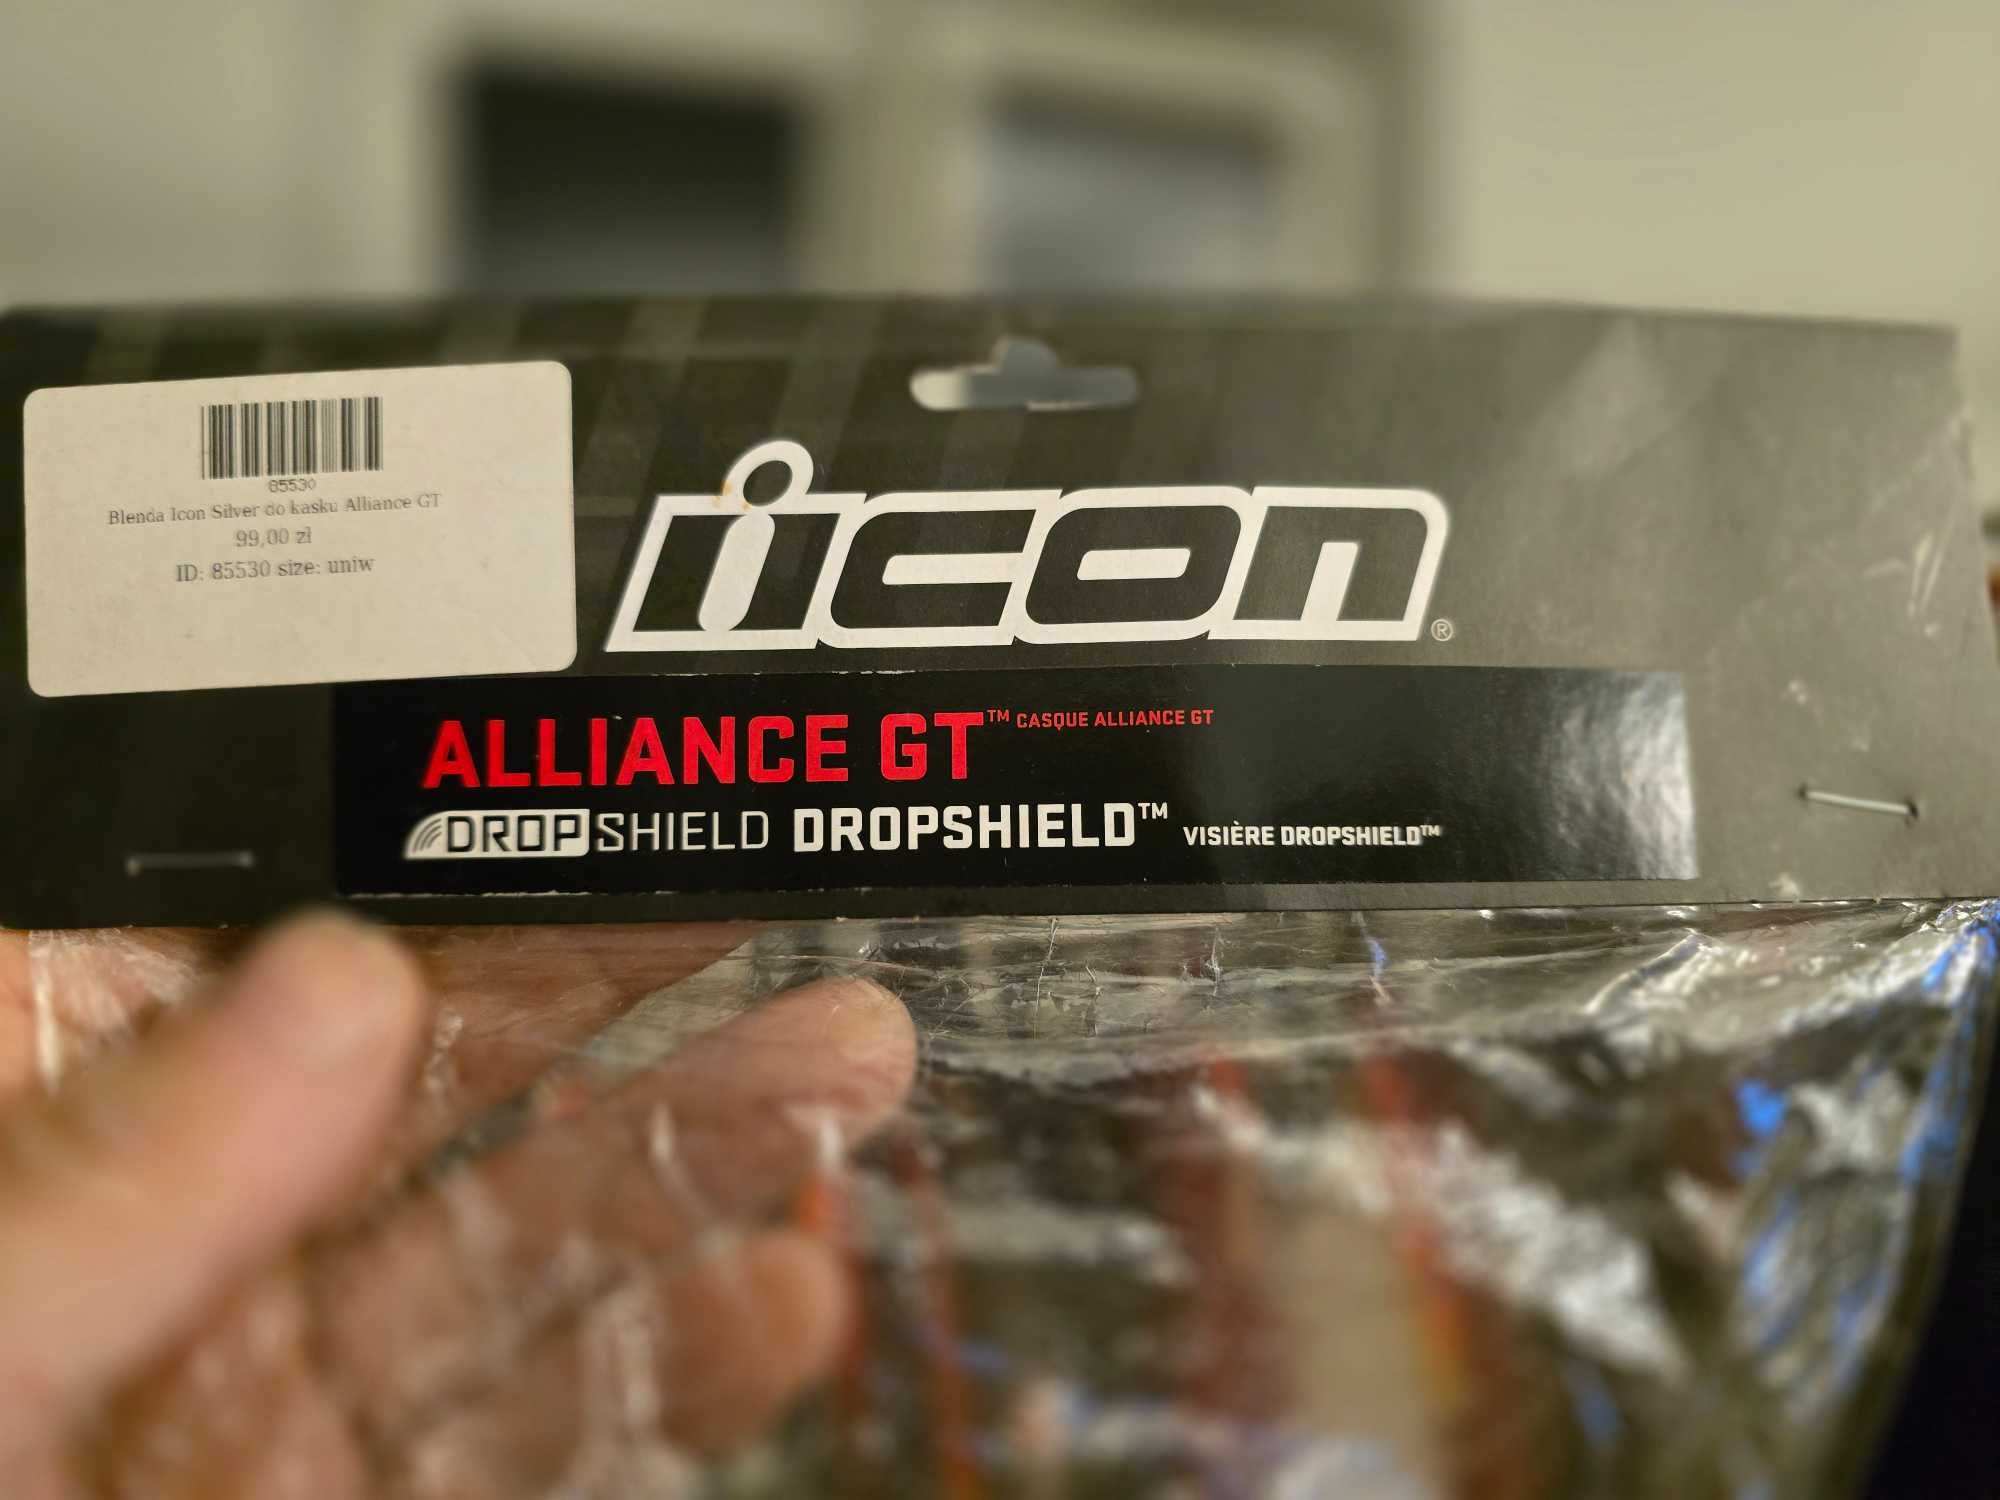 85530
Blenda Icon Silver do kasku Alliance GT
99,00 zł
ID: 85530 size: uniw
icon®
ALLIANCE GT™ CASQUE ALLIANCE GT
DROPSHIELD DROPSHIELD™ VISIÈRE DROPSHIELD™